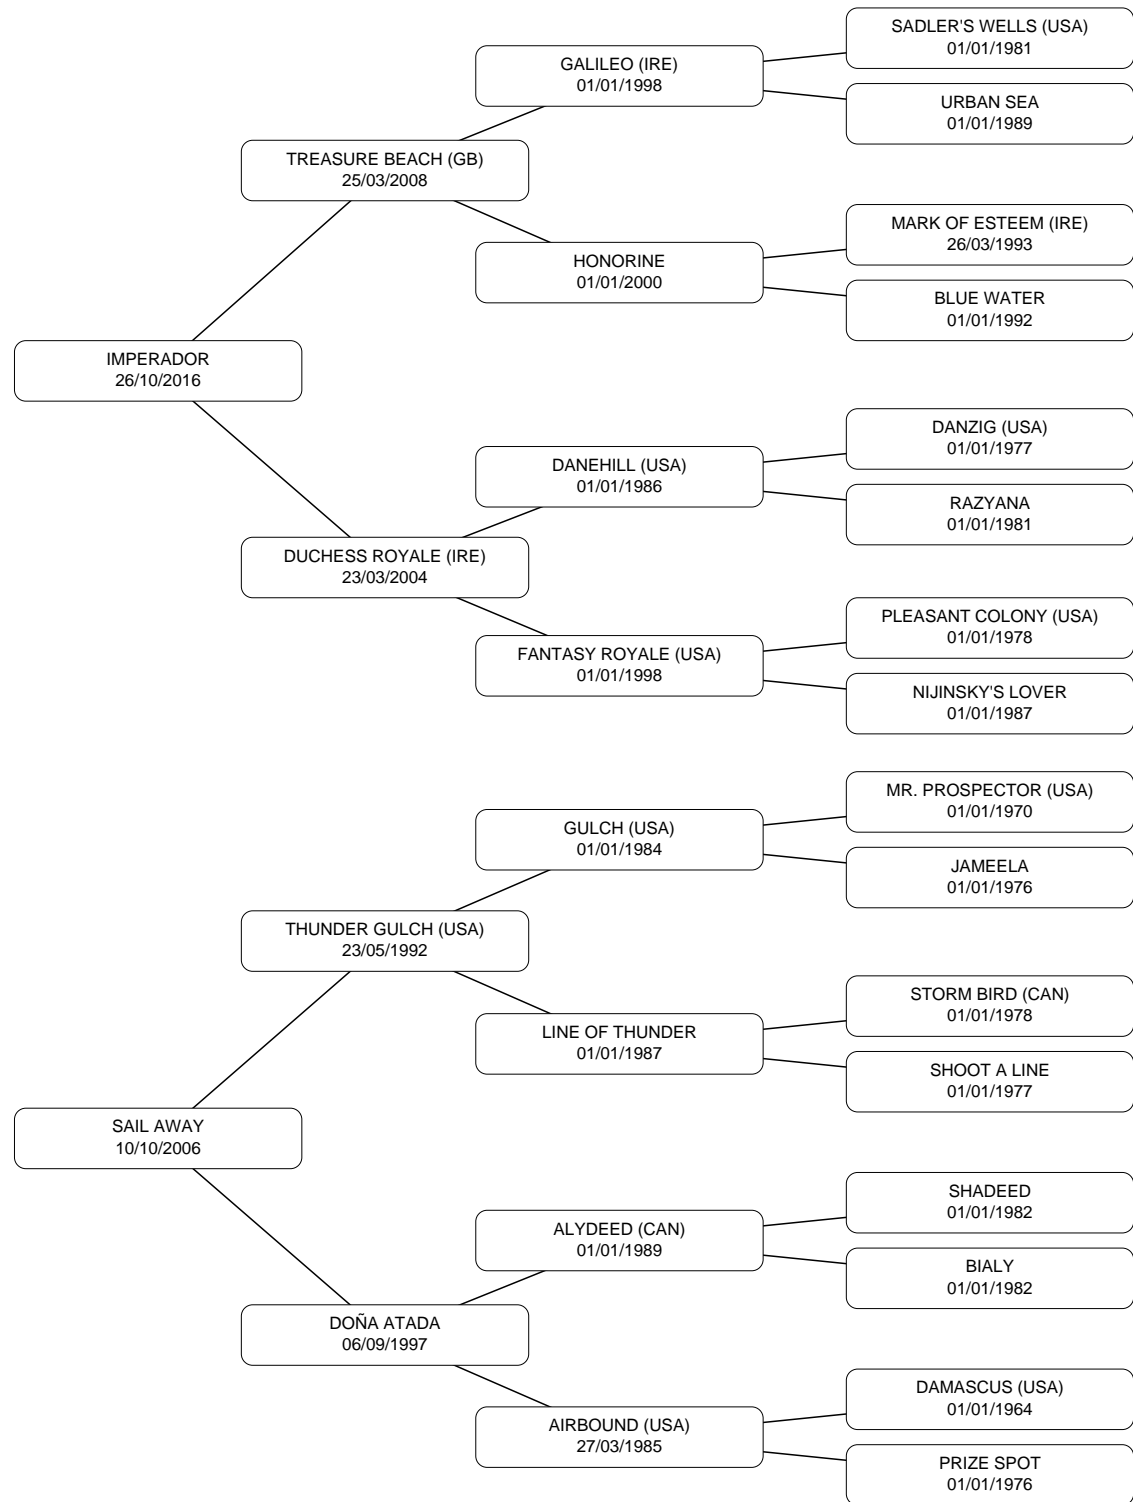 SADLER'S WELLS (USA)
01/01/1981
GALILEO (IRE)
01/01/1998
URBAN SEA
01/01/1989
TREASURE BEACH (GB)
25/03/2008
MARK OF ESTEEM (IRE)
26/03/1993
HONORINE
01/01/2000
BLUE WATER
01/01/1992
IMPERADOR
26/10/2016
DANZIG (USA)
01/01/1977
DANEHILL (USA)
01/01/1986
RAZYANA
01/01/1981
DUCHESS ROYALE (IRE)
23/03/2004
PLEASANT COLONY (USA)
01/01/1978
FANTASY ROYALE (USA)
01/01/1998
NIJINSKY'S LOVER
01/01/1987
MR. PROSPECTOR (USA)
01/01/1970
GULCH (USA)
01/01/1984
JAMEELA
01/01/1976
THUNDER GULCH (USA)
23/05/1992
STORM BIRD (CAN)
01/01/1978
LINE OF THUNDER
01/01/1987
SHOOT A LINE
01/01/1977
SAIL AWAY
10/10/2006
SHADEED
01/01/1982
ALYDEED (CAN)
01/01/1989
BIALY
01/01/1982
DOÑA ATADA
06/09/1997
DAMASCUS (USA)
01/01/1964
AIRBOUND (USA)
27/03/1985
PRIZE SPOT
01/01/1976